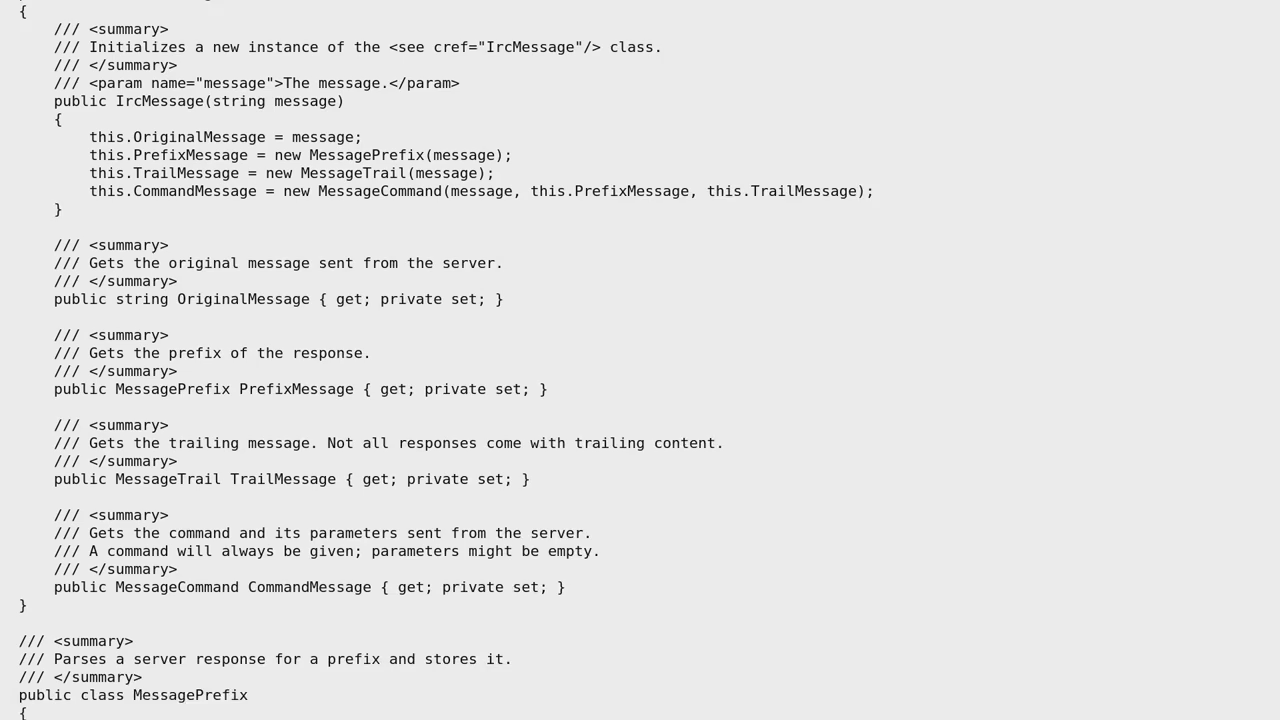 {
    /// <summary>
    /// Initializes a new instance of the <see cref="IrcMessage"/> class.
    /// </summary>
    /// <param name="message">The message.</param>
    public IrcMessage(string message)
    {
        this.OriginalMessage = message;
        this.PrefixMessage = new MessagePrefix(message);
        this.TrailMessage = new MessageTrail(message);
        this.CommandMessage = new MessageCommand(message, this.PrefixMessage, this.TrailMessage);
    }

    /// <summary>
    /// Gets the original message sent from the server.
    /// </summary>
    public string OriginalMessage { get; private set; }

    /// <summary>
    /// Gets the prefix of the response.
    /// </summary>
    public MessagePrefix PrefixMessage { get; private set; }

    /// <summary>
    /// Gets the trailing message. Not all responses come with trailing content.
    /// </summary>
    public MessageTrail TrailMessage { get; private set; }

    /// <summary>
    /// Gets the command and its parameters sent from the server.
    /// A command will always be given; parameters might be empty.
    /// </summary>
    public MessageCommand CommandMessage { get; private set; }
}

/// <summary>
/// Parses a server response for a prefix and stores it.
/// </summary>
public class MessagePrefix
{